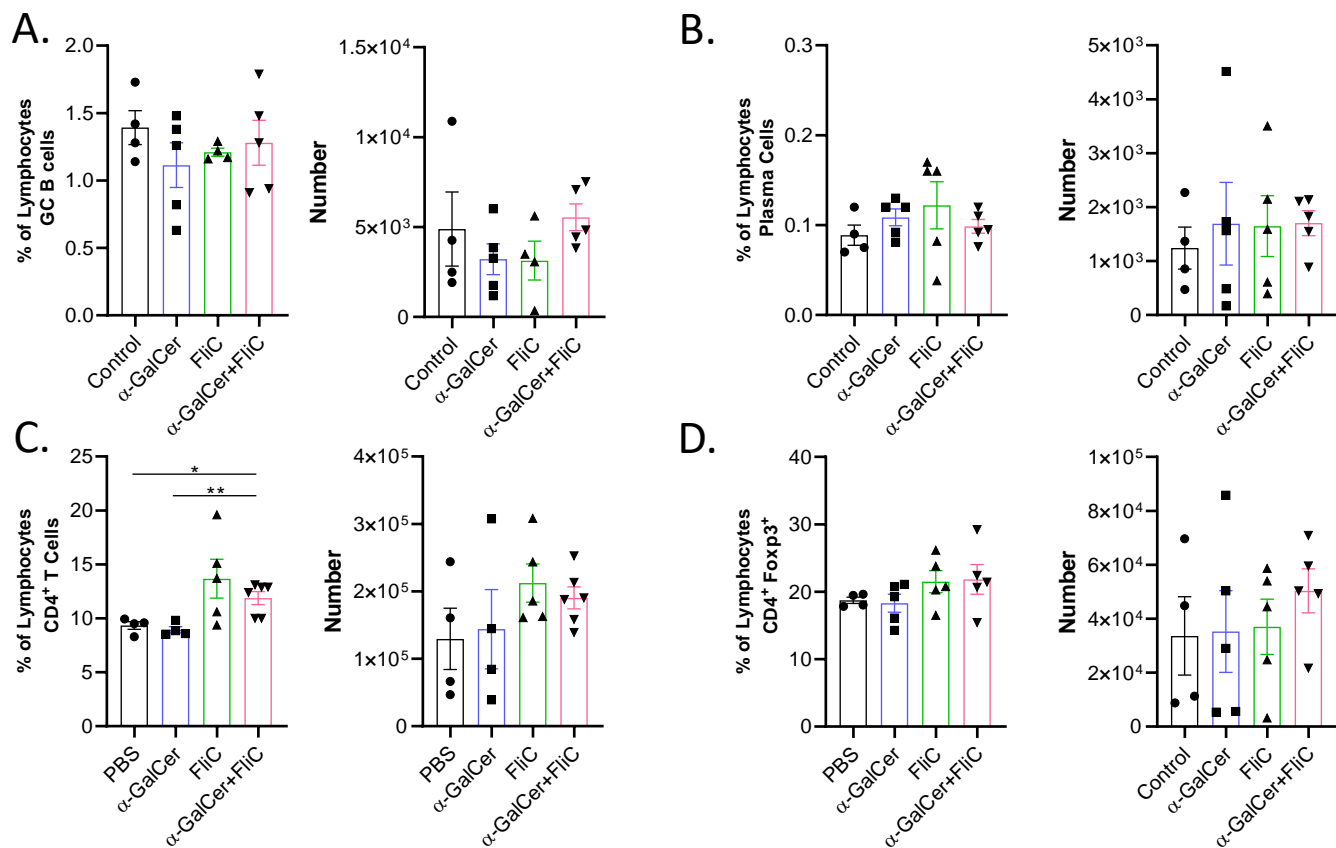 A.
% of Lymphocytes
GC B cells
2.0
1.5
1.0
0.5
0.0
Control
α-GalCer
FliC
α-GalCer+FliC
Number
1.5×10⁴
1×10⁴
5×10³
0
Control
α-GalCer
FliC
α-GalCer+FliC
B.
% of Lymphocytes
Plasma Cells
0.3
0.2
0.1
0.0
Control
α-GalCer
FliC
α-GalCer+FliC
Number
5×10³
4×10³
3×10³
2×10³
1×10³
0
Control
α-GalCer
FliC
α-GalCer+FliC
C.
% of Lymphocytes
CD4⁺ T Cells
25
20
15
10
5
0
*
**
PBS
α-GalCer
FliC
α-GalCer+FliC
Number
4×10⁵
3×10⁵
2×10⁵
1×10⁵
0
PBS
α-GalCer
FliC
α-GalCer+FliC
D.
% of Lymphocytes
CD4⁺ Foxp3⁺
40
30
20
10
0
PBS
α-GalCer
FliC
α-GalCer+FliC
Number
1×10⁵
8×10⁴
6×10⁴
4×10⁴
2×10⁴
0
Control
α-GalCer
FliC
α-GalCer+FliC